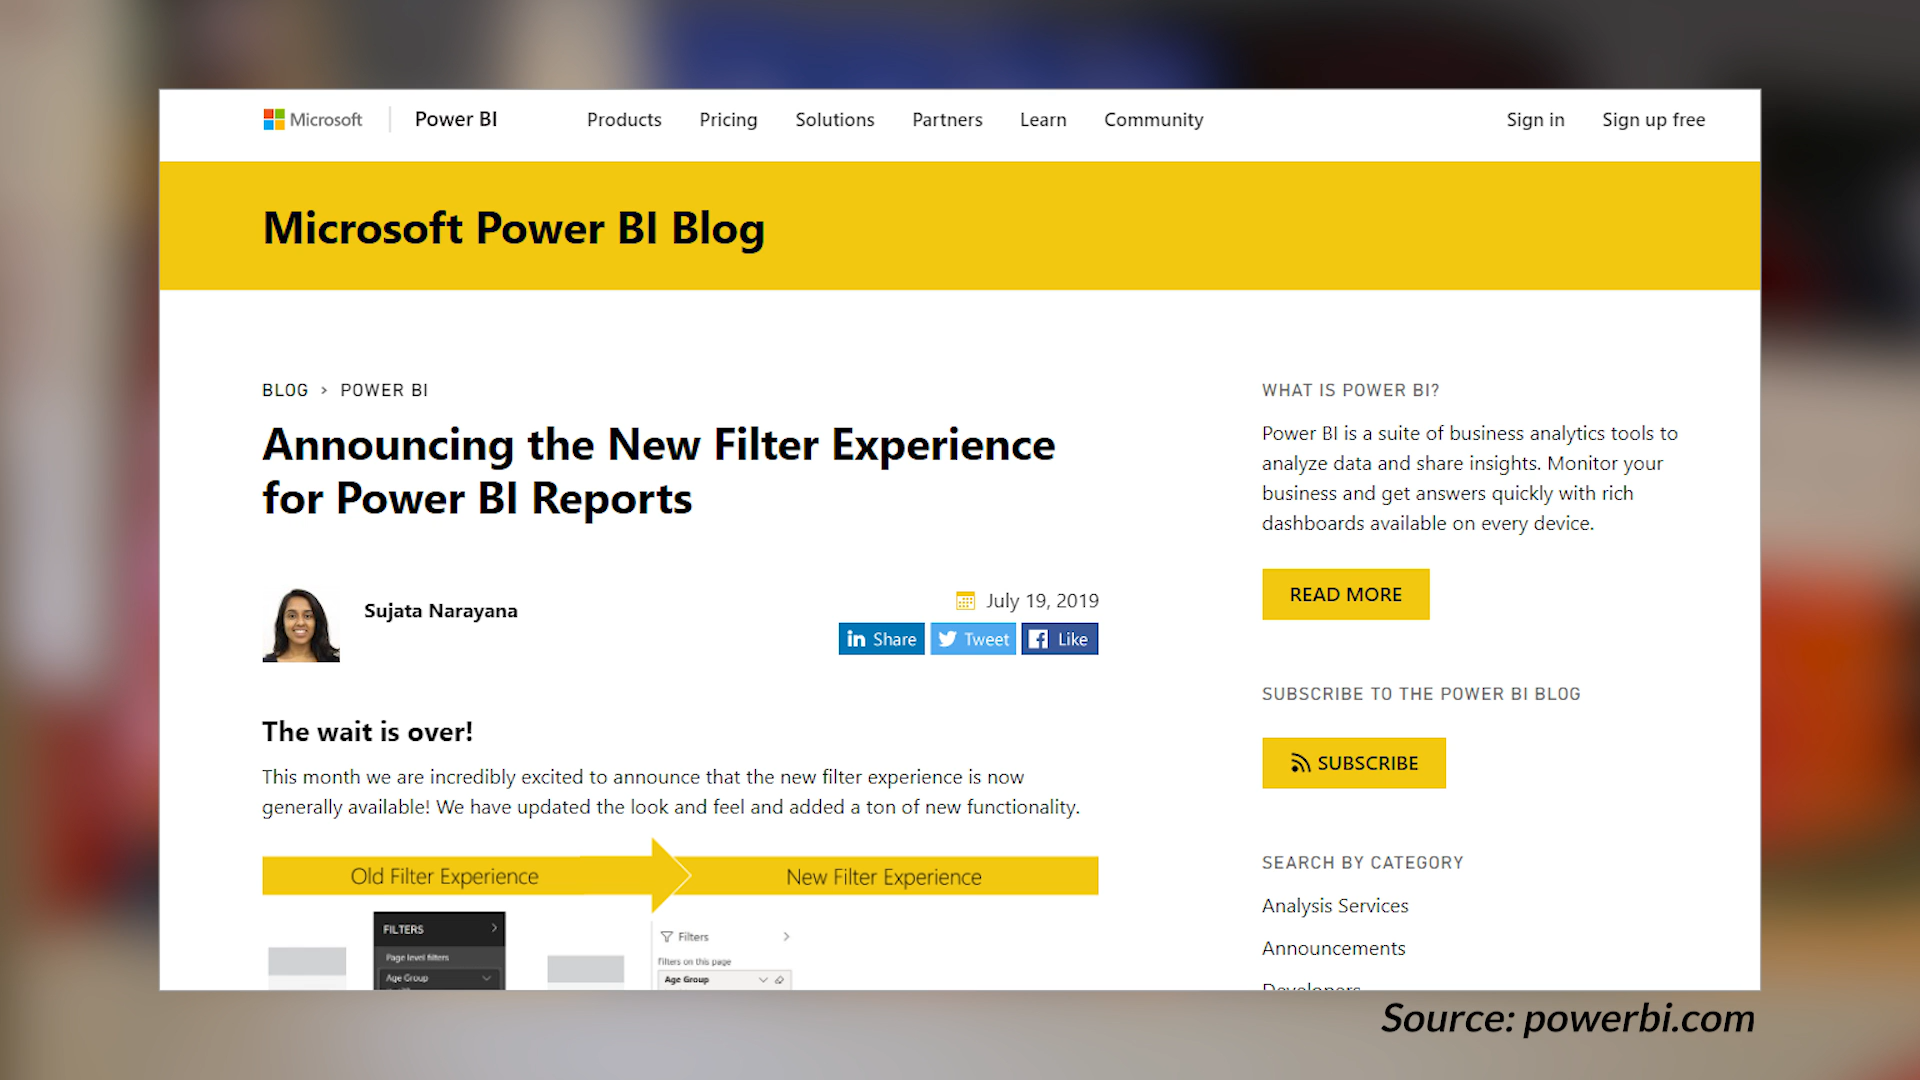 Microsoft
Power BI
Products
Pricing
Solutions
Partners
Learn
Community
Sign in
Sign up free
Microsoft Power BI Blog
BLOG > POWER BI
Announcing the New Filter Experience
for Power BI Reports
Sujata Narayana
July 19, 2019
in Share
Tweet
Like
The wait is over!
This month we are incredibly excited to announce that the new filter experience is now
generally available! We have updated the look and feel and added a ton of new functionality.
Old Filter Experience
New Filter Experience
FILTERS
Page level filters
Age Group
Filters
Filters on this page
Age Group
WHAT IS POWER BI?
Power BI is a suite of business analytics tools to
analyze data and share insights. Monitor your
business and get answers quickly with rich
dashboards available on every device.
READ MORE
SUBSCRIBE TO THE POWER BI BLOG
SUBSCRIBE
SEARCH BY CATEGORY
Analysis Services
Announcements
Developers
Source: powerbi.com